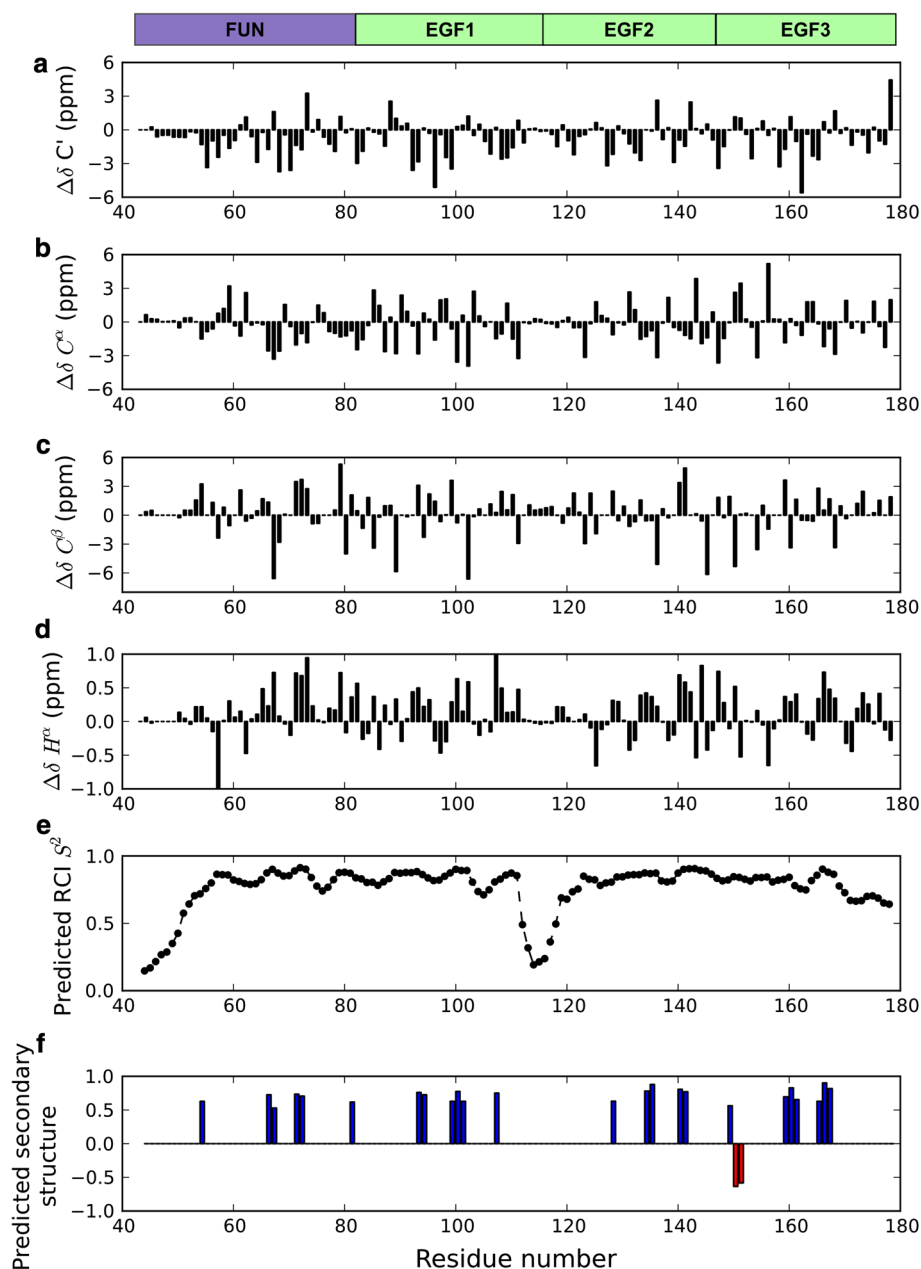 FUN EGF1 EGF2 EGF3
a
Δδ C' (ppm)
6
3
0
−3
−6
40 60 80 100 120 140 160 180
b
Δδ Cα (ppm)
6
3
0
−3
−6
40 60 80 100 120 140 160 180
c
Δδ Cβ (ppm)
6
3
0
−3
−6
40 60 80 100 120 140 160 180
d
Δδ Hα (ppm)
1.0
0.5
0.0
−0.5
−1.0
40 60 80 100 120 140 160 180
e
Predicted RCI S²
1.0
0.5
0.0
40 60 80 100 120 140 160 180
f
Predicted secondary
structure
1.0
0.5
0.0
−0.5
−1.0
40 60 80 100 120 140 160 180
Residue number